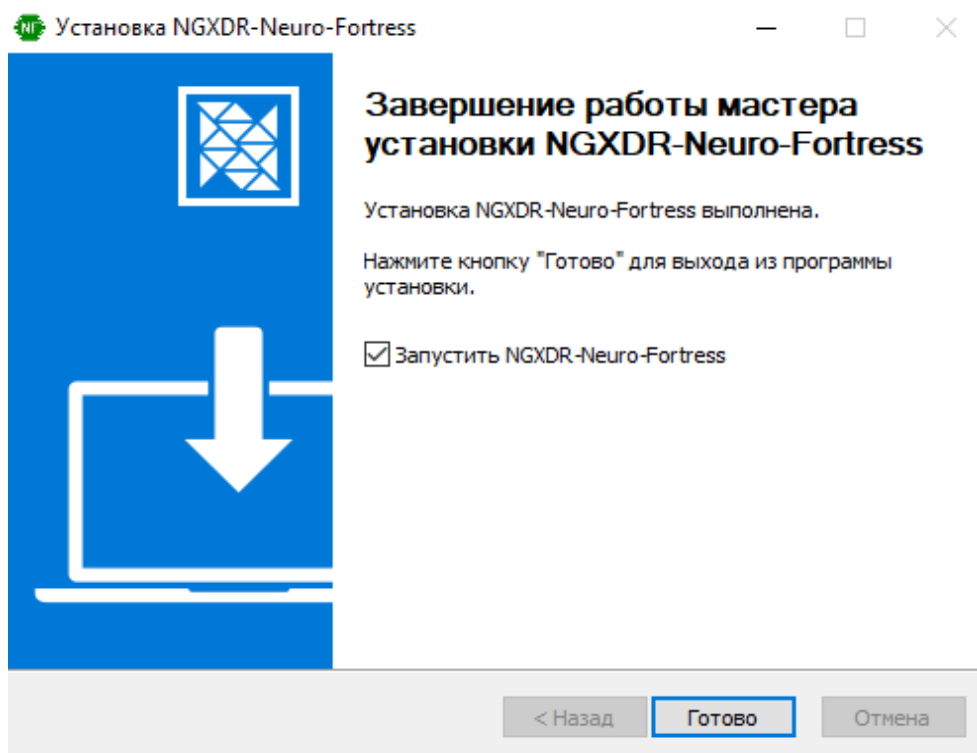 NГ
Установка NGXDR-Neuro-Fortress
Завершение работы мастера
установки NGXDR-Neuro-Fortress
Установка NGXDR-Neuro-Fortress выполнена.
Нажмите кнопку "Готово" для выхода из программы
установки.
Запустить NGXDR-Neuro-Fortress
< Назад
Готово
Отмена